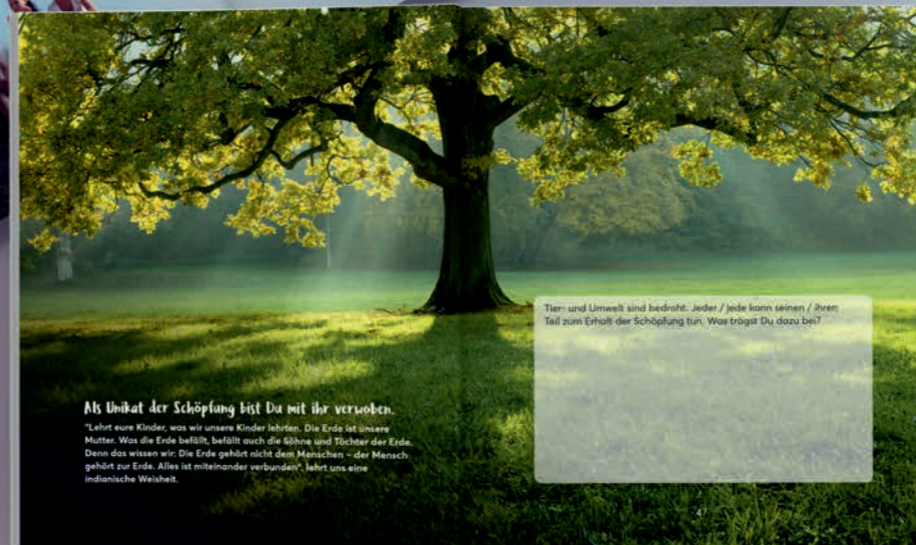 Als Unikat der Schöpfung bist Du mit ihr verwoben.
"Lehrt eure Kinder, was wir unsere Kinder lehrten. Die Erde ist unsere
Mutter. Was die Erde befällt, befällt auch die Söhne und Töchter der Erde.
Denn das wissen wir: Die Erde gehört nicht dem Menschen – der Mensch
gehört zur Erde. Alles ist miteinander verbunden", lehrt uns eine
indianische Weisheit.
Tier- und Umwelt sind bedroht. Jeder / jede kann seinen / ihren
Teil zum Erhalt der Schöpfung tun. Was trägst Du dazu bei?
47